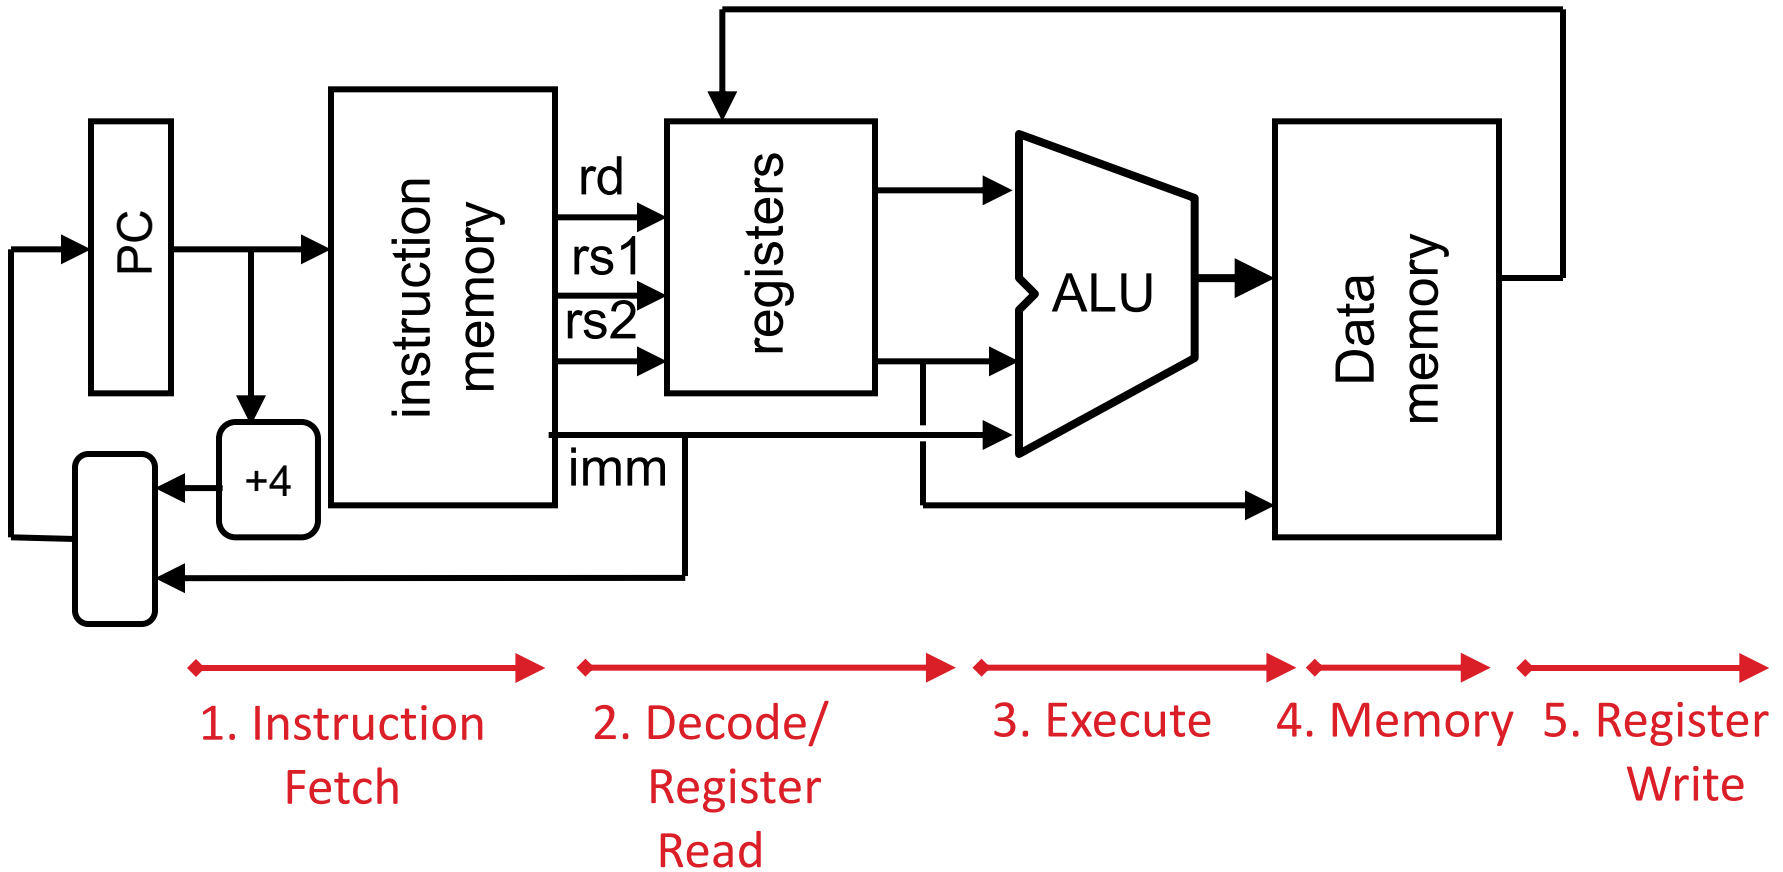 PC
+4
instruction
memory
rd
rs1
rs2
imm
registers
ALU
Data
memory
1. Instruction
Fetch
2. Decode/
Register
Read
3. Execute
4. Memory
5. Register
Write